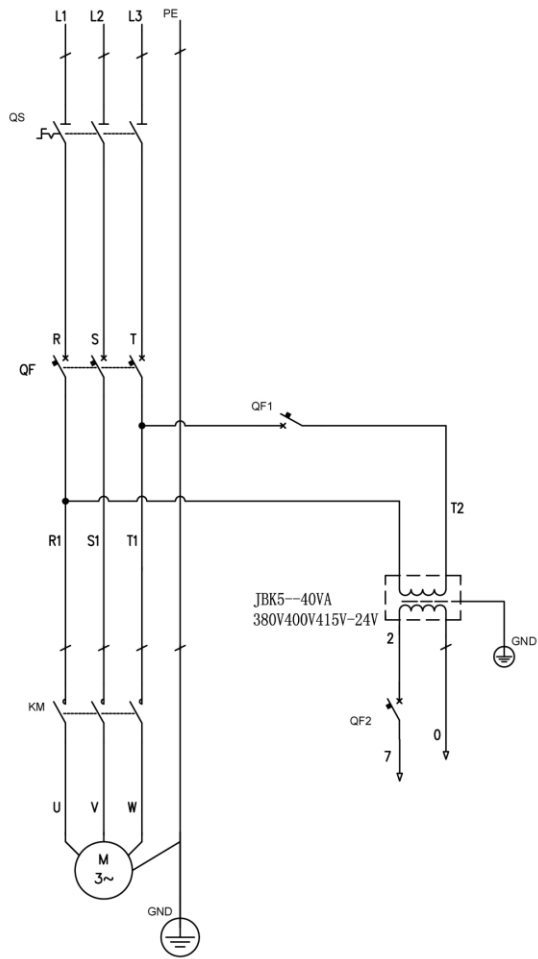 L1 L2 L3 PE
QS
R S T
QF
QF1
T2
R1 S1 T1
JBK5--40VA
380V400V415V-24V
2
GND
KM
QF2
0
7
U V W
M
3~
GND